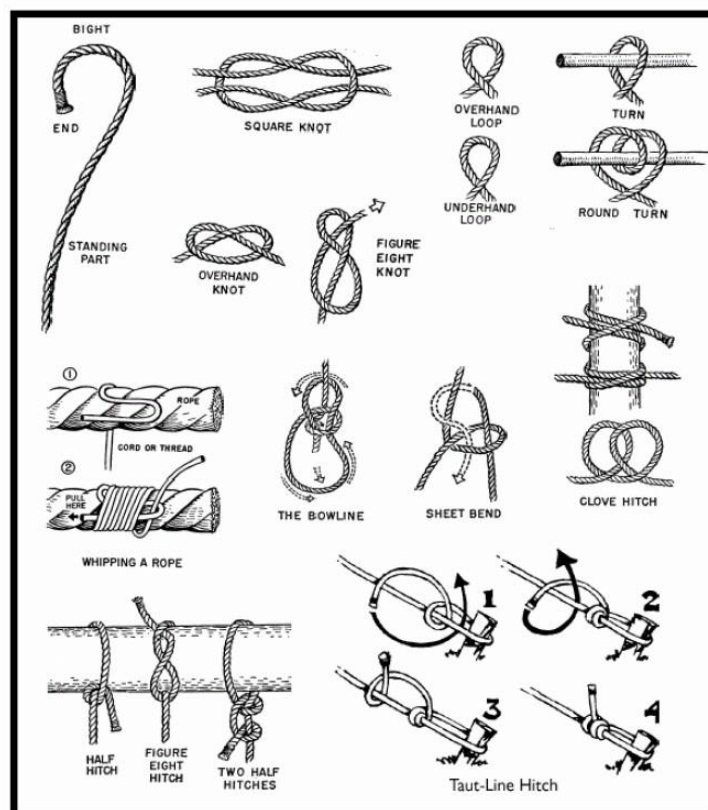 BIGHT
END
STANDING
PART
SQUARE KNOT
OVERHAND
LOOP
TURN
UNDERHAND
LOOP
ROUND TURN
OVERHAND
KNOT
FIGURE
EIGHT
KNOT
1
ROPE
CORD OR THREAD
2
PULL
HERE
WHIPPING A ROPE
THE BOWLINE
SHEET BEND
CLOVE HITCH
HALF
HITCH
FIGURE
EIGHT
HITCH
TWO HALF
HITCHES
1
2
3
4
Taut-Line Hitch